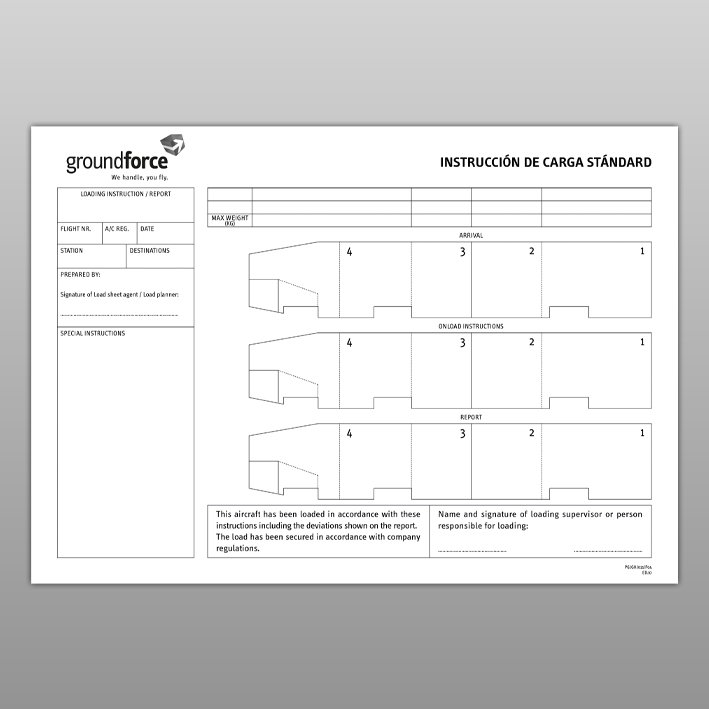 groundforce
We handle, you fly.
INSTRUCCIÓN DE CARGA STÁNDARD
LOADING INSTRUCTION / REPORT
FLIGHT NR.
A/C REG.
DATE
STATION
DESTINATIONS
PREPARED BY:
Signature of Load sheet agent / Load planner:
SPECIAL INSTRUCTIONS
MAX WEIGHT
(KG)
ARRIVAL
4 3 2 1
ONLOAD INSTRUCTIONS
4 3 2 1
REPORT
4 3 2 1
This aircraft has been loaded in accordance with these
instructions including the deviations shown on the report.
The load has been secured in accordance with company
regulations.
Name and signature of loading supervisor or person
responsible for loading: